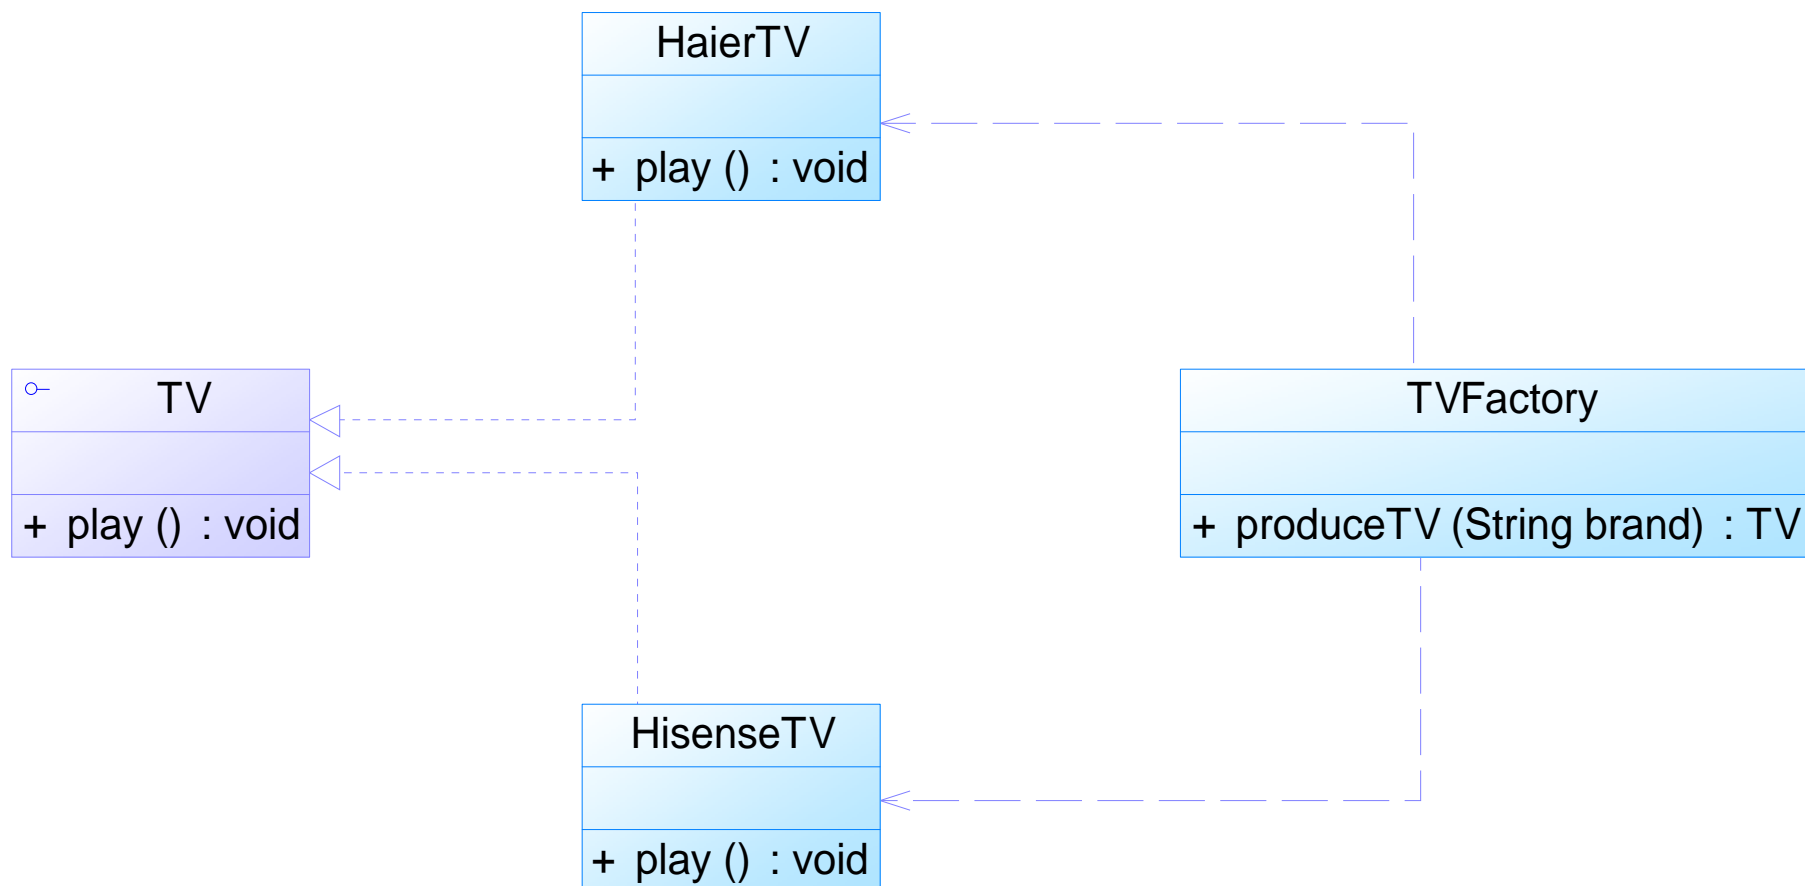 HaierTV
+ play () : void
TV
+ play () : void
TVFactory
+ produceTV (String brand) : TV
HisenseTV
+ play () : void